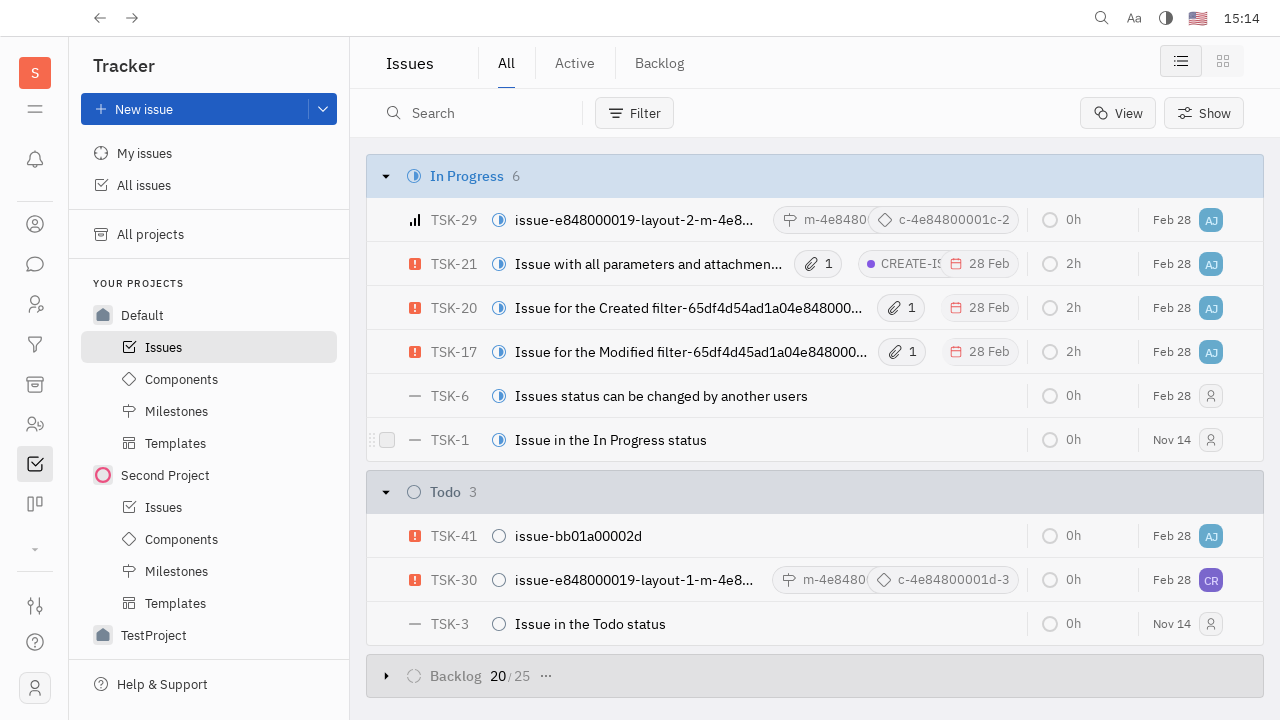 Aa
15:14
S
Tracker
New issue
My issues
All issues
All projects
YOUR PROJECTS
Default
Issues
Components
Milestones
Templates
Second Project
Issues
Components
Milestones
Templates
TestProject
Help & Support
Issues
All
Active
Backlog
Search
Filter
View
Show
In Progress 6
TSK-29 issue-e848000019-layout-2-m-4e8... m-4e8480 c-4e84800001c-2 0h Feb 28 AJ
TSK-21 Issue with all parameters and attachmen... 1 CREATE-IS 28 Feb 2h Feb 28 AJ
TSK-20 Issue for the Created filter-65df4d54ad1a04e848000... 1 28 Feb 2h Feb 28 AJ
TSK-17 Issue for the Modified filter-65df4d45ad1a04e848000... 1 28 Feb 2h Feb 28 AJ
TSK-6 Issues status can be changed by another users 0h Feb 28
TSK-1 Issue in the In Progress status 0h Nov 14
Todo 3
TSK-41 issue-bb01a00002d 0h Feb 28 AJ
TSK-30 issue-e848000019-layout-1-m-4e8... m-4e8480 c-4e84800001d-3 0h Feb 28 CR
TSK-3 Issue in the Todo status 0h Nov 14
Backlog 20 / 25 ...